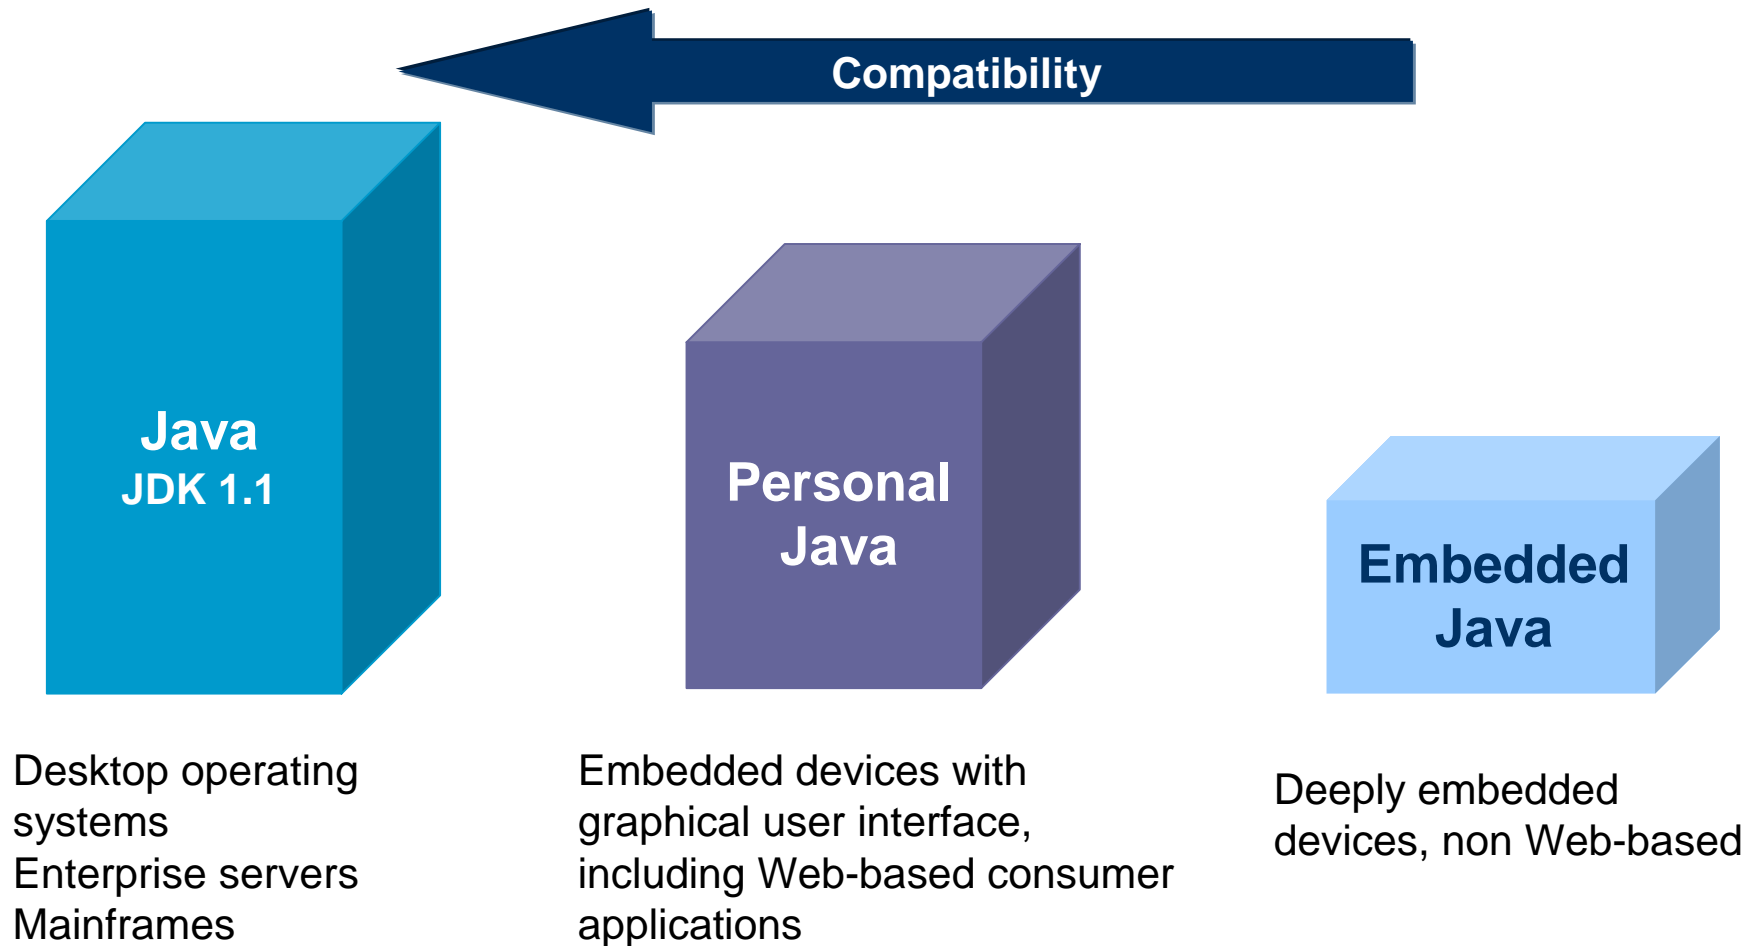 Compatibility
Java
JDK 1.1
Personal
Java
Embedded
Java
Desktop operating
systems
Enterprise servers
Mainframes
Embedded devices with
graphical user interface,
including Web-based consumer
applications
Deeply embedded
devices, non Web-based